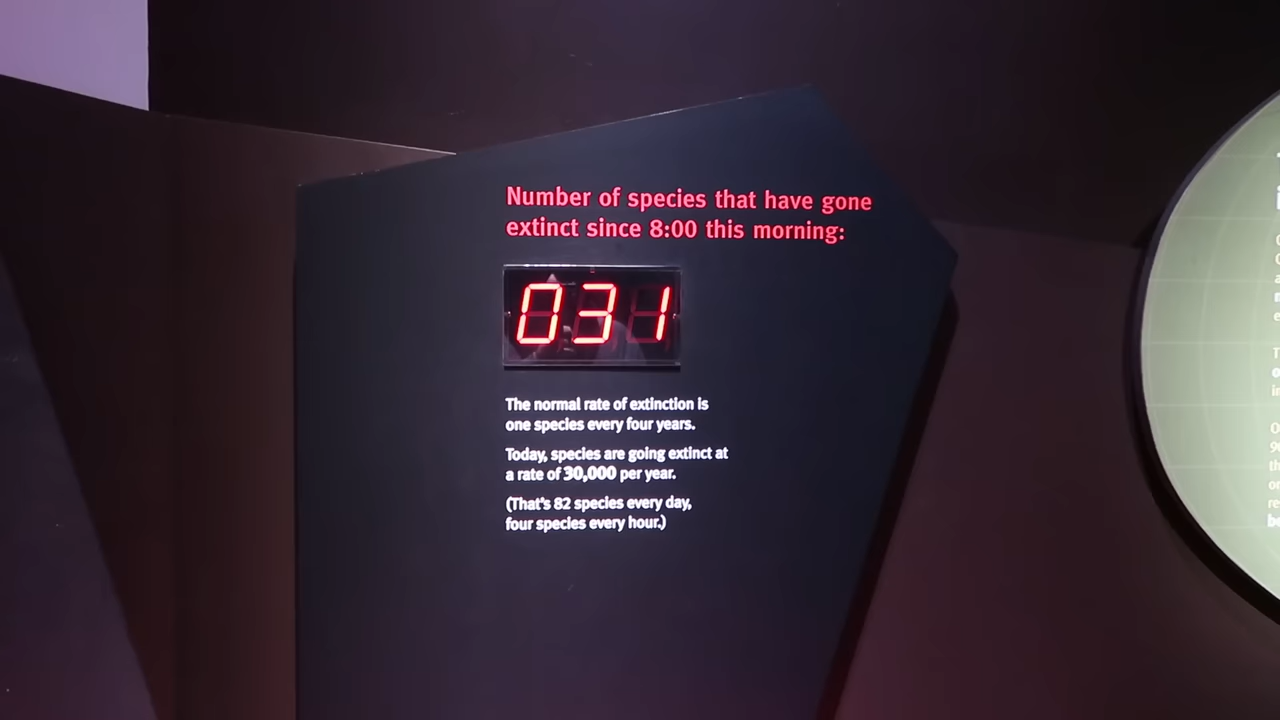 Number of species that have gone
extinct since 8:00 this morning:
031
The normal rate of extinction is
one species every four years.
Today, species are going extinct at
a rate of 30,000 per year.
(That's 82 species every day,
four species every hour.)